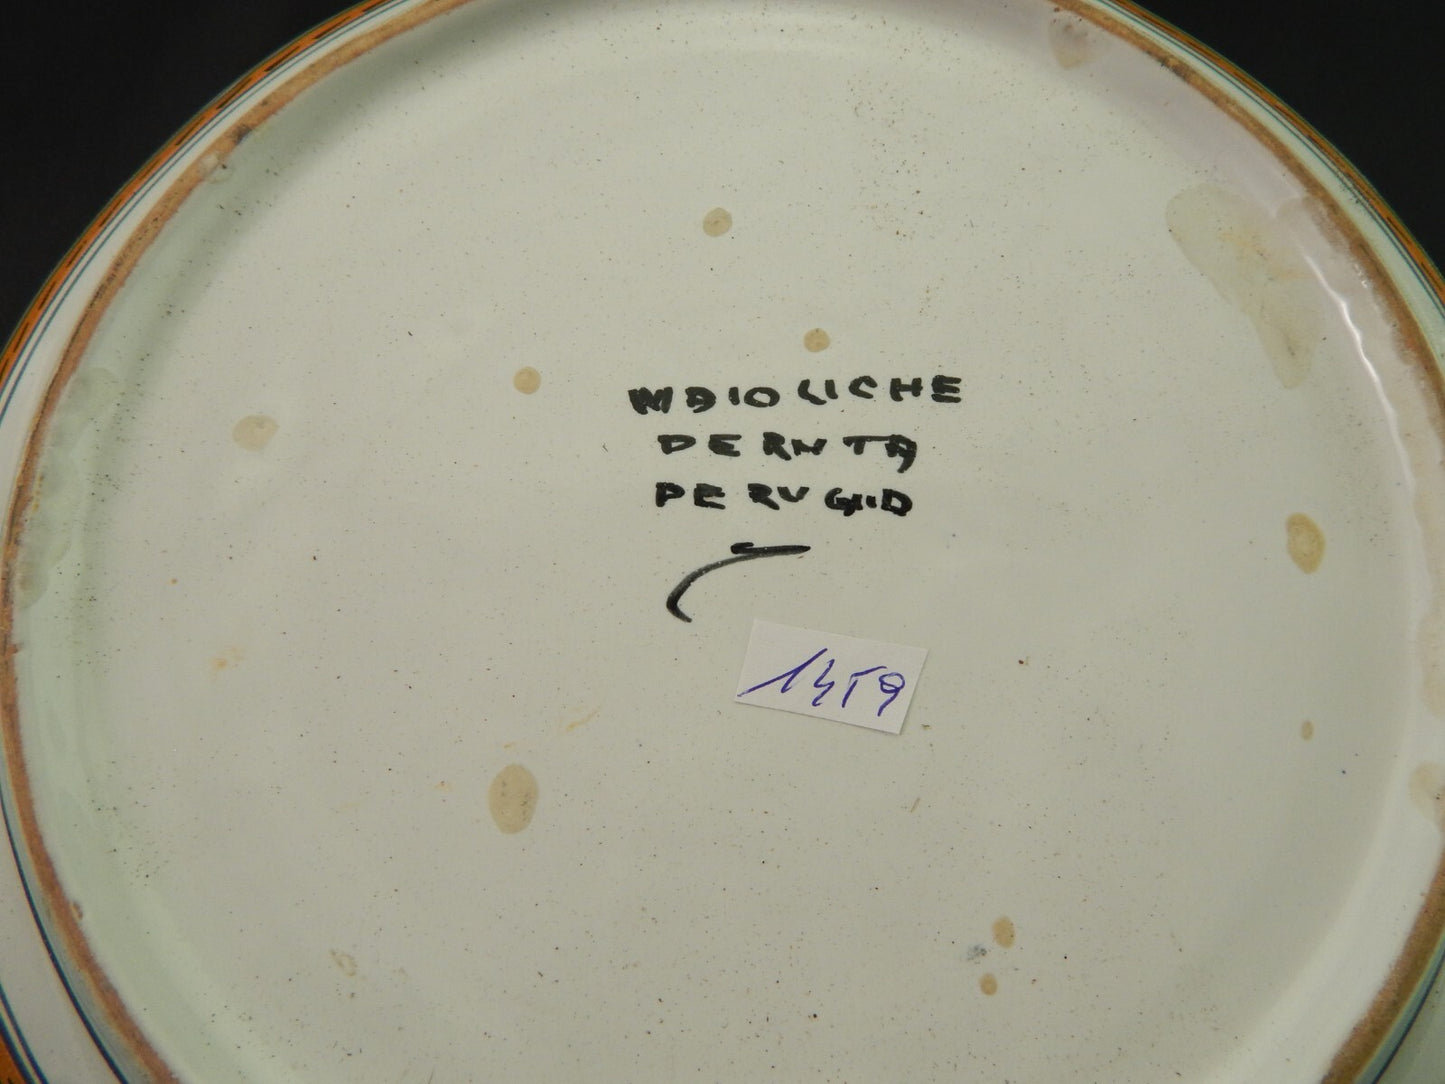 MAIOLICHE
DERUTA
PERUGIA
1459